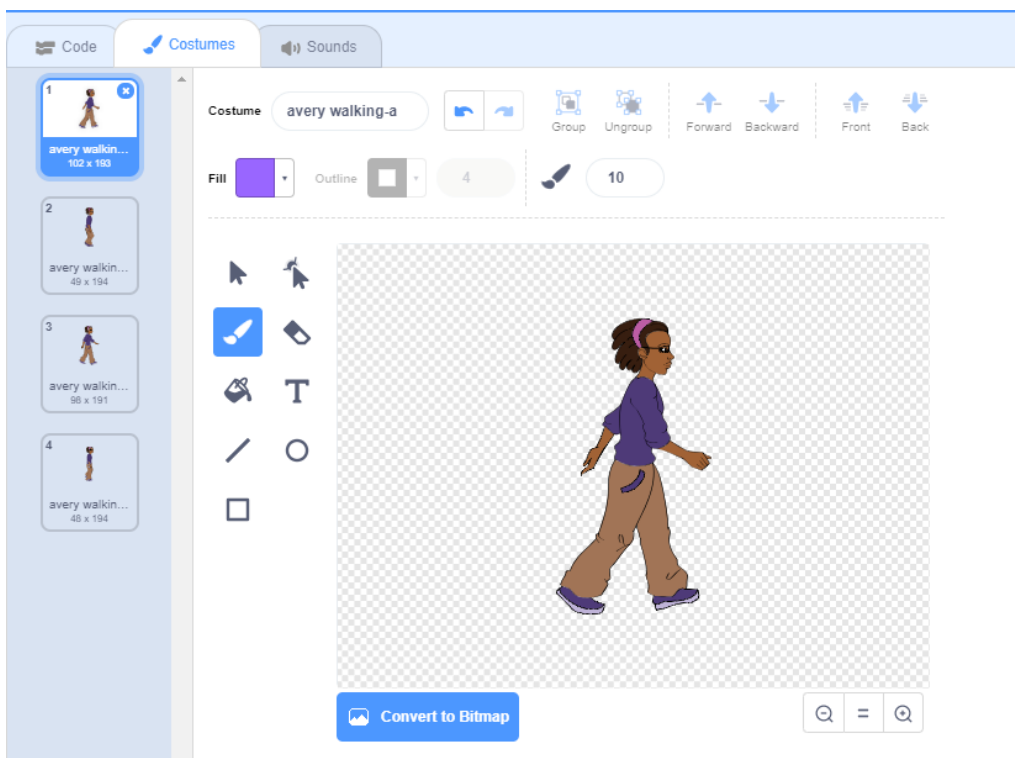 Code
Costumes
Sounds
1
avery walkin...
102 x 193
2
avery walkin...
49 x 194
3
avery walkin...
98 x 191
4
avery walkin...
48 x 194
Costume
avery walking-a
Group
Ungroup
Forward
Backward
Front
Back
Fill
Outline
4
10
T
Convert to Bitmap